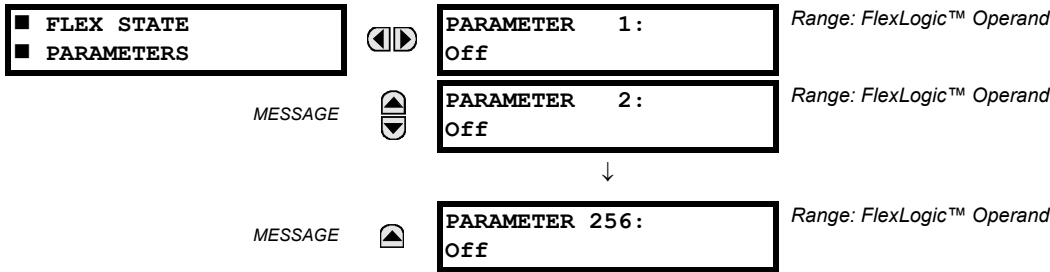 ■ FLEX STATE
■ PARAMETERS
PARAMETER 1:
Off
Range: FlexLogic™ Operand
MESSAGE
PARAMETER 2:
Off
Range: FlexLogic™ Operand
↓
MESSAGE
PARAMETER 256:
Off
Range: FlexLogic™ Operand